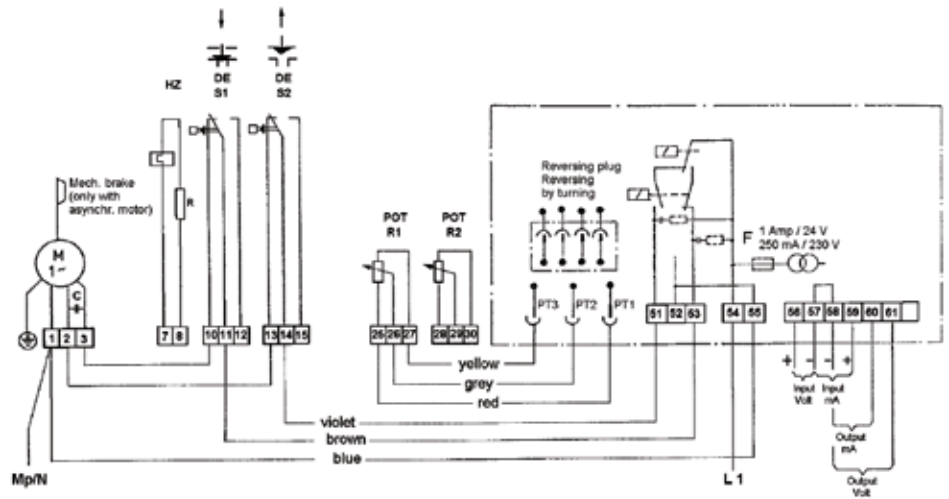 HZ
DE
S1
DE
S2
Mech. brake
(only with
asynchr. motor)
R
M
1~
C
POT
R1
POT
R2
Reversing plug
Reversing
by turning
F
1 Amp / 24 V
250 mA / 230 V
PT3
PT2
PT1
1 2 3
7 8
10 11 12
13 14 15
25 26 27
28 29 30
51 52 53
54 55
56 57 58 59 60 61
+ - - +
Input
Volt
Input
mA
yellow
grey
red
violet
brown
blue
Output
mA
Output
Volt
Mp/N
L 1